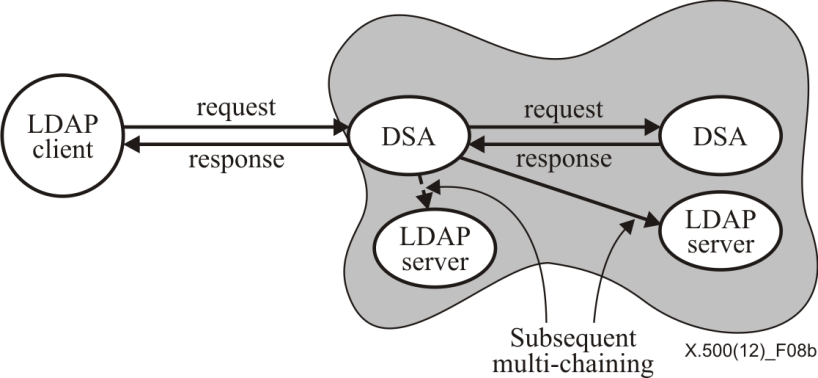 LDAP
client
request
response
DSA
request
response
DSA
LDAP
server
LDAP
server
Subsequent
multi-chaining
X.500(12)_F08b